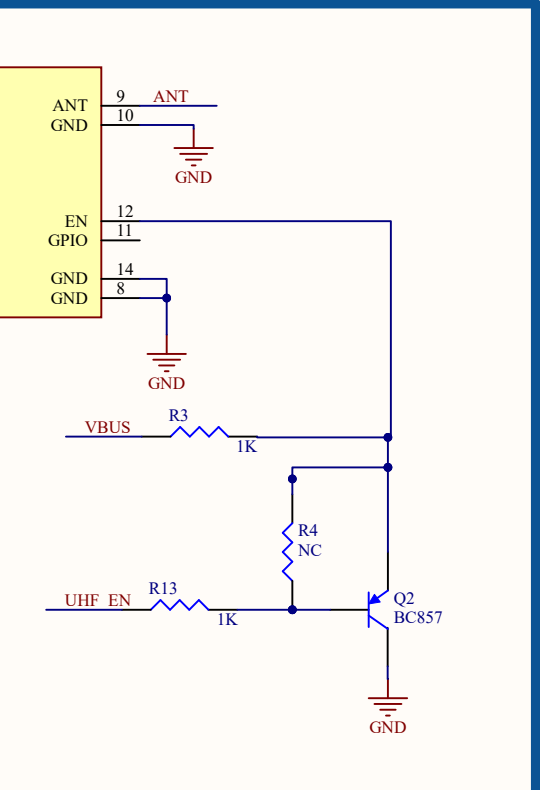 ANT 9 ANT
GND 10
GND
EN 12
GPIO 11
GND 14
GND 8
GND
R3
VBUS
1K
R4
NC
R13
UHF_EN
1K
Q2
BC857
GND